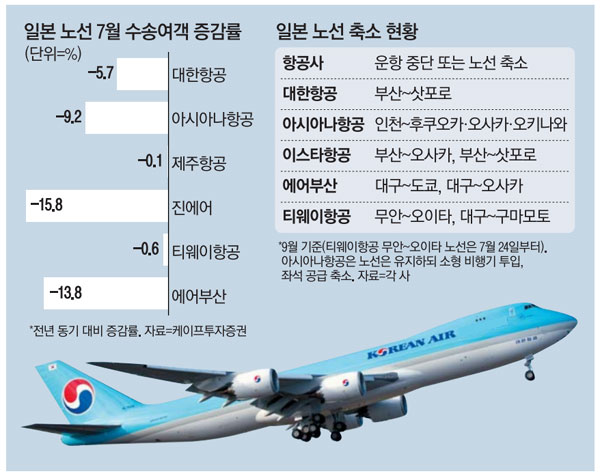 일본 노선 7월 수송여객 증감률
(단위=%)
-5.7 대한항공
-9.2 아시아나항공
-0.1 제주항공
-15.8 진에어
-0.6 티웨이항공
-13.8 에어부산
*전년 동기 대비 증감률. 자료=케이프투자증권
일본 노선 축소 현황
항공사 운항 중단 또는 노선 축소
대한항공 부산~삿포로
아시아나항공 인천~후쿠오카·오사카·오키나와
이스타항공 부산~오사카, 부산~삿포로
에어부산 대구~도쿄, 대구~오사카
티웨이항공 무안~오이타, 대구~구마모토
*9월 기준(티웨이항공 무안~오이타 노선은 7월 24일부터).
아시아나항공은 노선은 유지하되 소형 비행기 투입,
좌석 공급 축소. 자료=각 사
KOREAN AIR